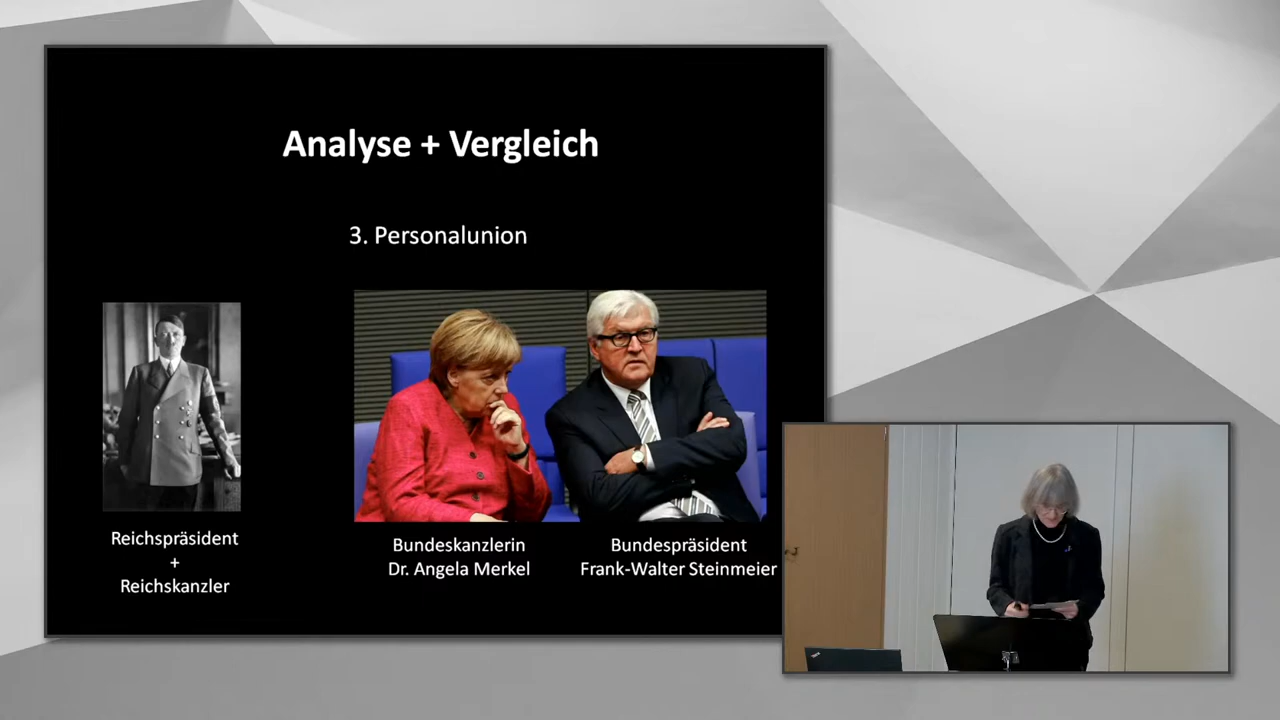 Analyse + Vergleich
3. Personalunion
Reichspräsident
+
Reichskanzler
Bundeskanzlerin
Dr. Angela Merkel
Bundespräsident
Frank-Walter Steinmeier